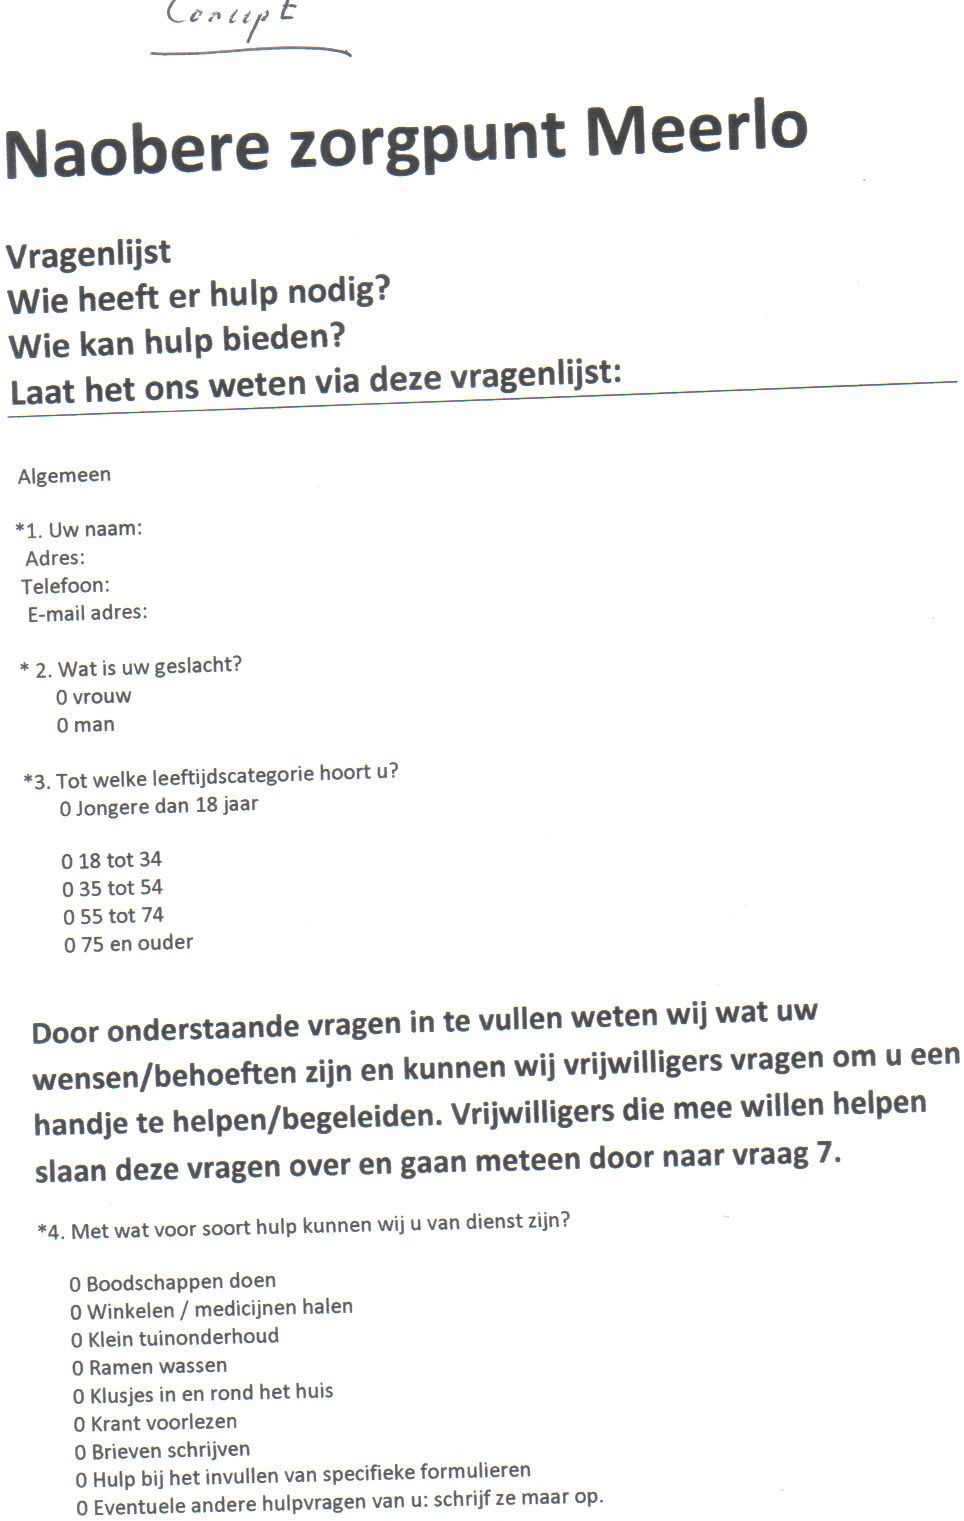 Concept
Naobere zorgpunt Meerlo
Vragenlijst
Wie heeft er hulp nodig?
Wie kan hulp bieden?
Laat het ons weten via deze vragenlijst:
Algemeen
*1. Uw naam:
Adres:
Telefoon:
E-mail adres:
* 2. Wat is uw geslacht?
0 vrouw
0 man
*3. Tot welke leeftijdscategorie hoort u?
0 Jongere dan 18 jaar
0 18 tot 34
0 35 tot 54
0 55 tot 74
0 75 en ouder
Door onderstaande vragen in te vullen weten wij wat uw
wensen/behoeften zijn en kunnen wij vrijwilligers vragen om u een
handje te helpen/begeleiden. Vrijwilligers die mee willen helpen
slaan deze vragen over en gaan meteen door naar vraag 7.
*4. Met wat voor soort hulp kunnen wij u van dienst zijn?
0 Boodschappen doen
0 Winkelen / medicijnen halen
0 Klein tuinonderhoud
0 Ramen wassen
0 Klusjes in en rond het huis
0 Krant voorlezen
0 Brieven schrijven
0 Hulp bij het invullen van specifieke formulieren
0 Eventuele andere hulpvragen van u: schrijf ze maar op.